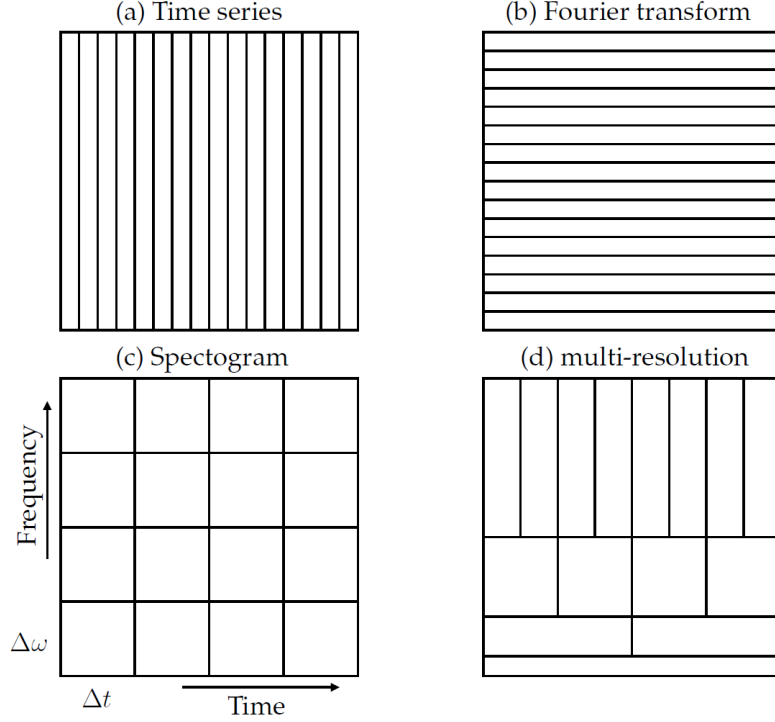 (a) Time series
(b) Fourier transform
(c) Spectogram
(d) multi-resolution
Frequency
Δω
Δt
Time